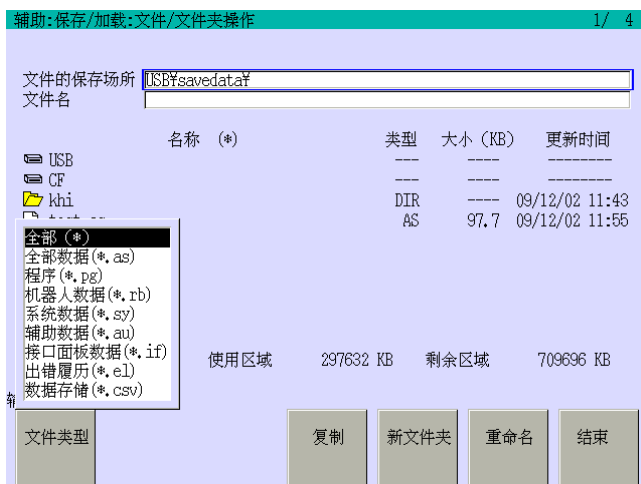 辅助:保存/加载:文件/文件夹操作 1/ 4
文件的保存场所 USB¥savedata¥
文件名
名称 (*) 类型 大小 (KB) 更新时间
USB --- ---- --------
CF --- ---- --------
khi DIR ---- 09/12/02 11:43
AS 97.7 09/12/02 11:55
全部 (*)
全部数据(*.as)
程序(*.pg)
机器人数据(*.rb)
系统数据(*.sy)
辅助数据(*.au)
接口面板数据(*.if)
出错履历(*.el)
数据存储(*.csv)
使用区域 297632 KB 剩余区域 709696 KB
文件类型 复制 新文件夹 重命名 结束